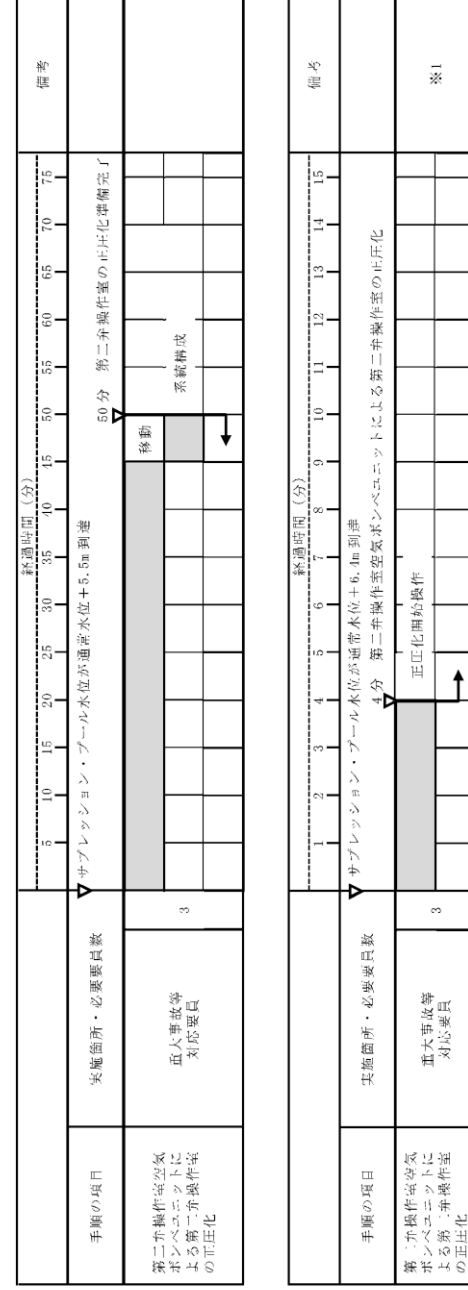 手順の項目
実施箇所・必要要員数
経過時間（分）
備考
5 10 15 20 25 30 35 40 15 50 55 60 65 70 75
サプレッション・プール水位が通常水位＋5.5m到達
50分 第二弁操作室の正圧化準備完了
第二弁操作室空気
ボンベユニットに
よる第二弁操作室
の正圧化
重大事故等
対応要員
3
移動
系統構成
手順の項目
実施箇所・必要要員数
経過時間（分）
備考
1 2 3 4 5 6 7 8 9 10 11 12 13 14 15
サプレッション・プール水位が通常水位＋6.4m到達
4分 第二弁操作室空気ボンベユニットによる第二弁操作室の正圧化
第二弁操作室空気
ボンベユニットに
よる第二弁操作室
の正圧化
重大事故等
対応要員
3
正圧化開始操作
※1